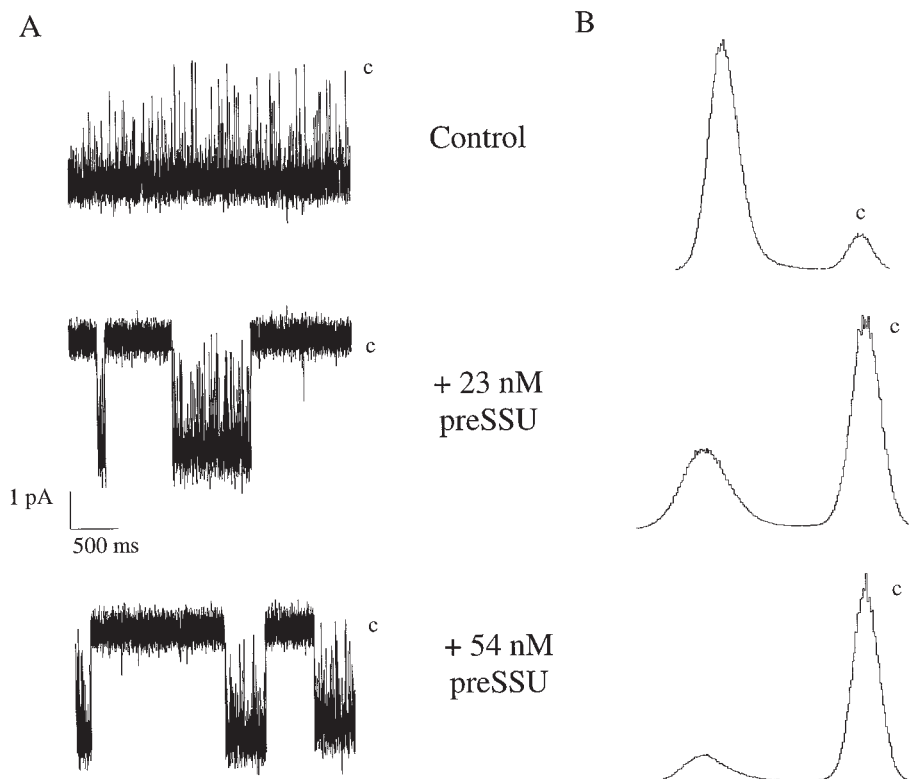 A
B
c
Control
c
c
c
+ 23 nM
preSSU
1 pA
500 ms
c
c
+ 54 nM
preSSU